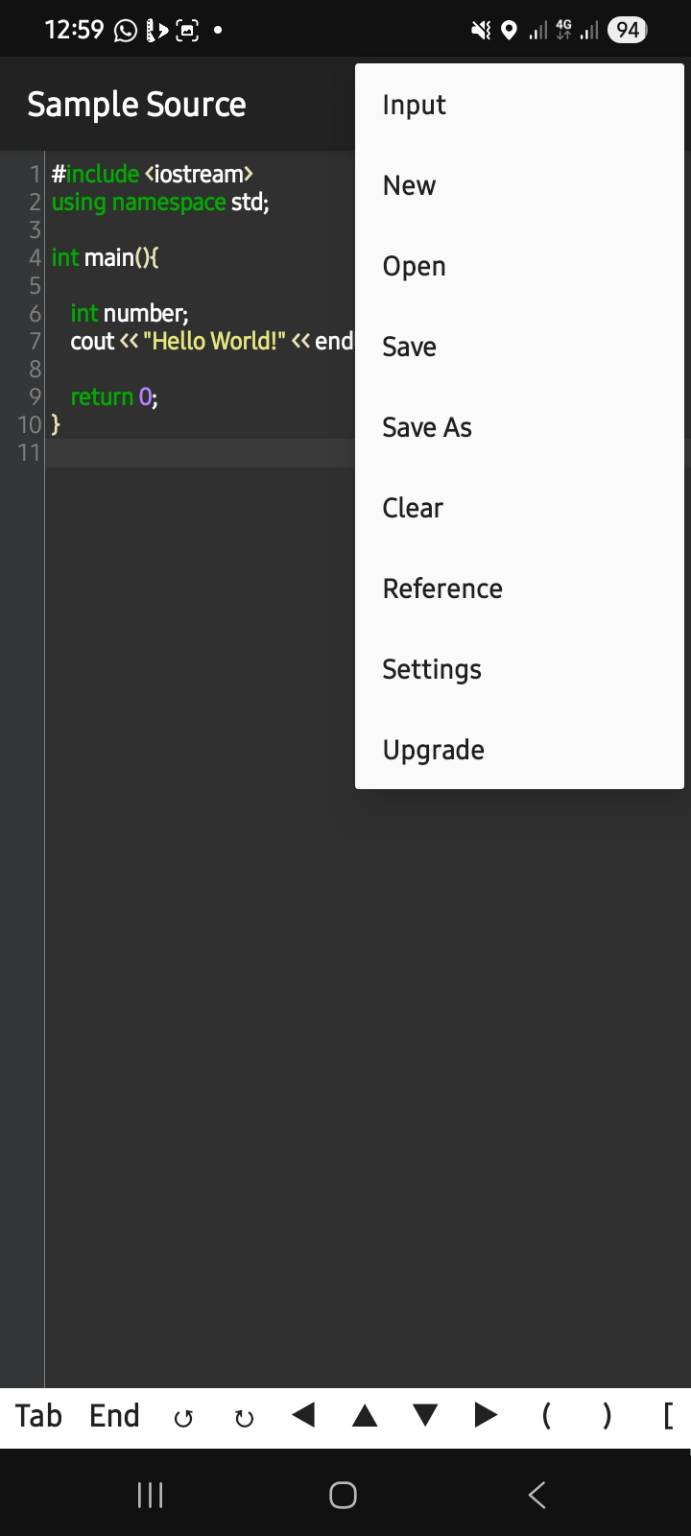 12:59
4G
94
Sample Source
1 #include <iostream>
2 using namespace std;
3
4 int main(){
5
6 int number;
7 cout << "Hello World!" << end
8
9 return 0;
10 }
11
Input
New
Open
Save
Save As
Clear
Reference
Settings
Upgrade
Tab End ↺ ↻ ◀ ▲ ▼ ▶ ( ) [